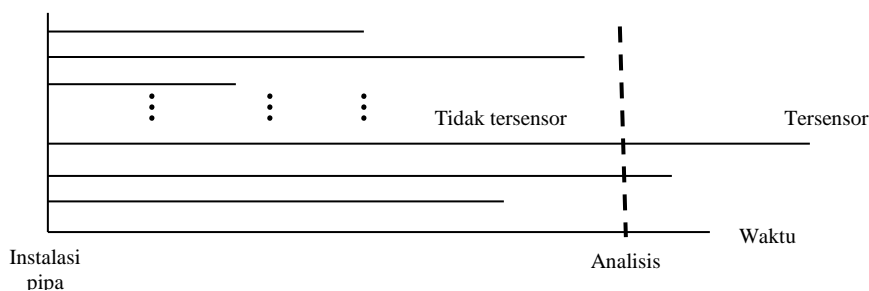 Tidak tersensor
Tersensor
Waktu
Instalasi
pipa
Analisis